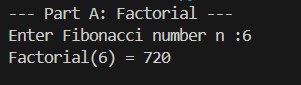 --- Part A: Factorial ---
Enter Fibonacci number n :6
Factorial(6) = 720